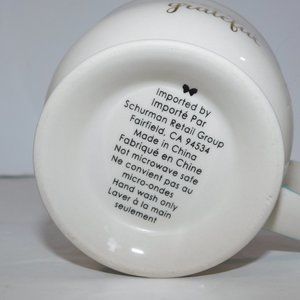 grateful
Imported by
Importé Par
Schurman Retail Group
Fairfield, CA 94534
Made in China
Fabriqué en Chine
Not microwave safe
Ne convient pas au
micro-ondes
Hand wash only
Laver à la main
seulement